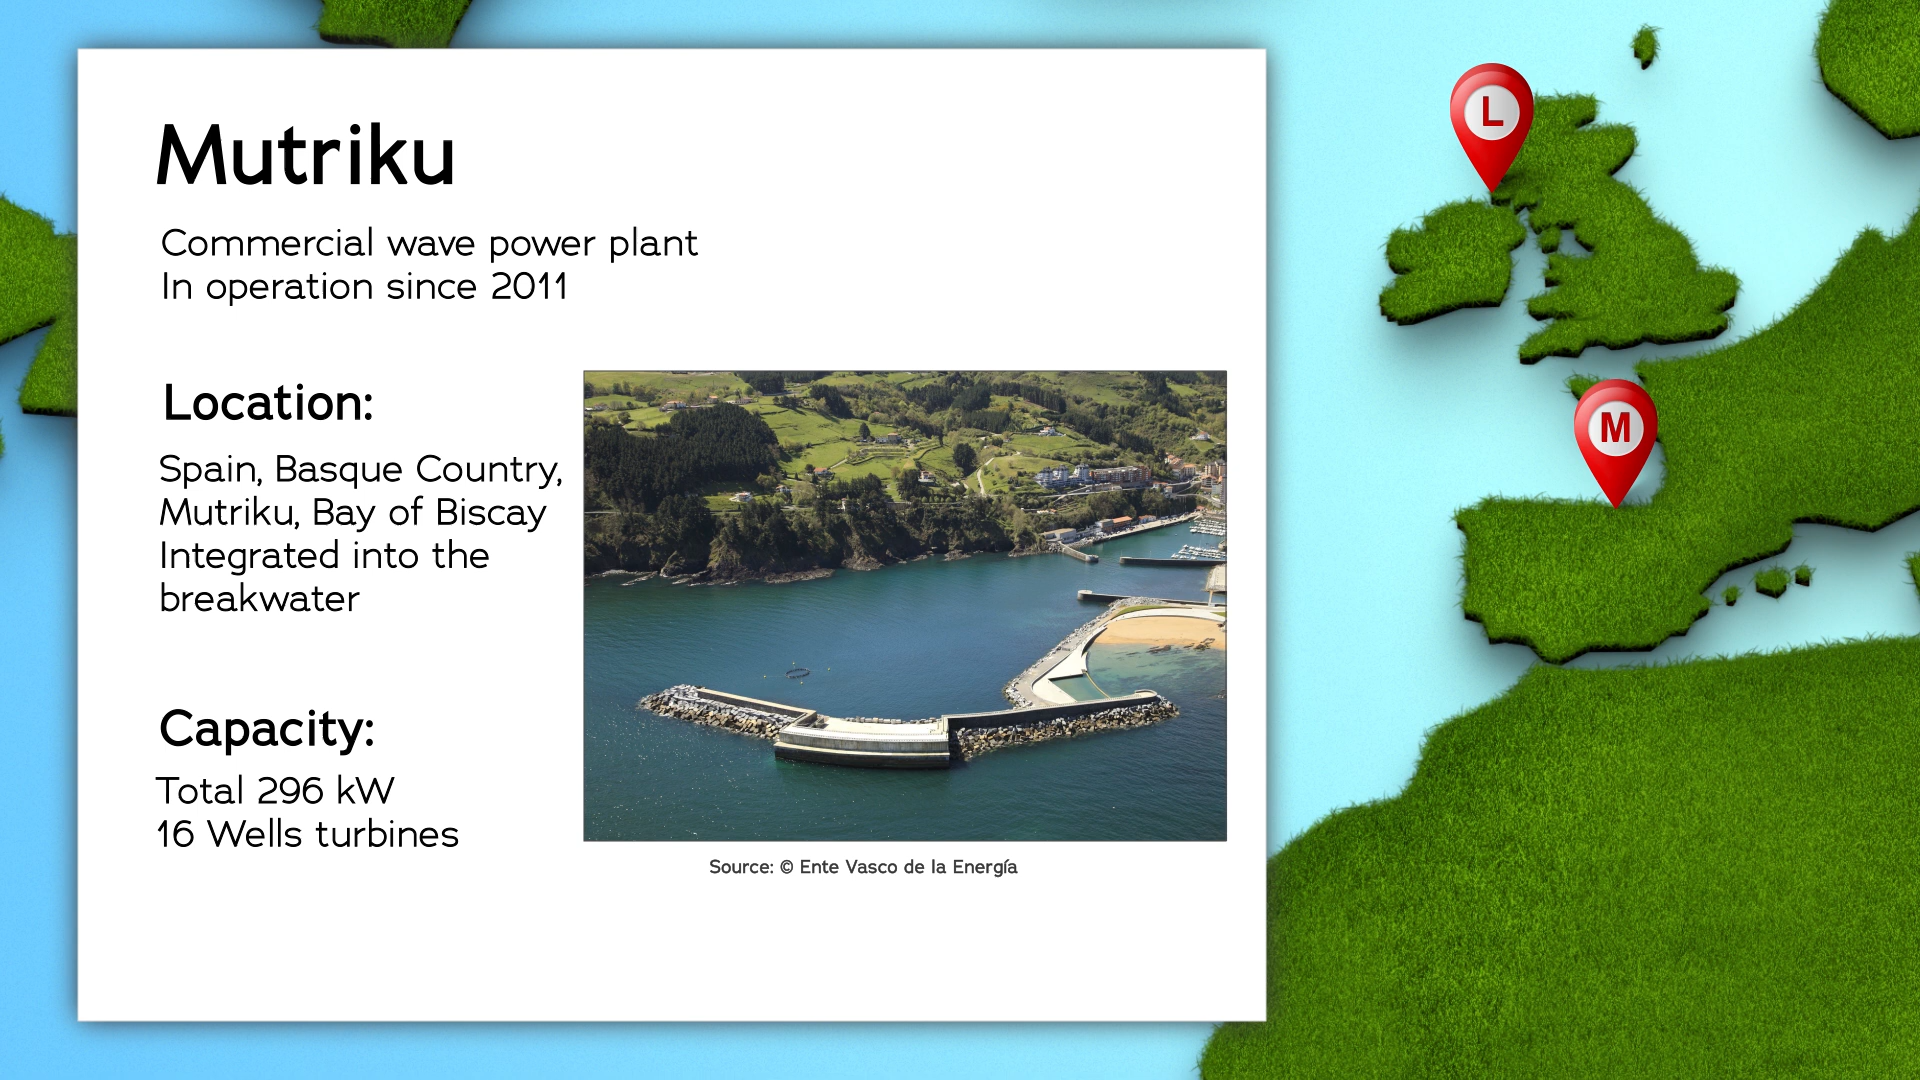 Mutriku
Commercial wave power plant
In operation since 2011
Location:
Spain, Basque Country,
Mutriku, Bay of Biscay
Integrated into the
breakwater
Capacity:
Total 296 kW
16 Wells turbines
Source: © Ente Vasco de la Energía
L
M